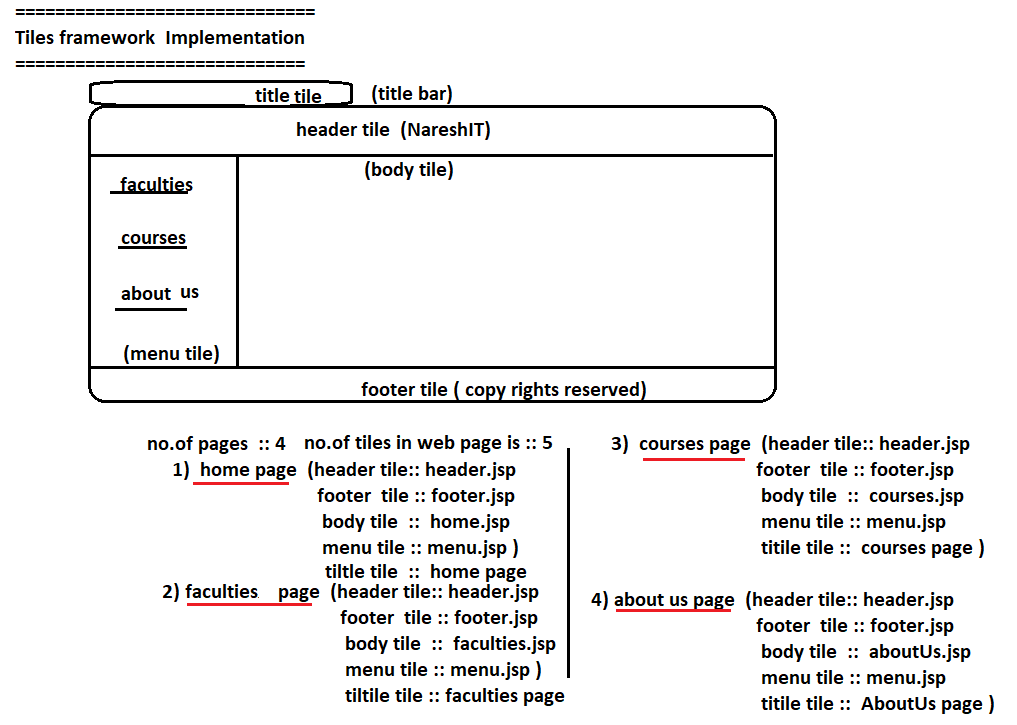 ==============================
Tiles framework Implementation
=============================
title tile (title bar)
header tile (NareshIT)
(body tile)
faculties
courses
about us
(menu tile)
footer tile ( copy rights reserved)
no.of pages :: 4 no.of tiles in web page is :: 5
1) home page (header tile:: header.jsp
footer tile :: footer.jsp
body tile :: home.jsp
menu tile :: menu.jsp )
tiltle tile :: home page
2) faculties page (header tile:: header.jsp
footer tile :: footer.jsp
body tile :: faculties.jsp
menu tile :: menu.jsp )
tiltile tile :: faculties page
3) courses page (header tile:: header.jsp
footer tile :: footer.jsp
body tile :: courses.jsp
menu tile :: menu.jsp
titile tile :: courses page )
4) about us page (header tile:: header.jsp
footer tile :: footer.jsp
body tile :: aboutUs.jsp
menu tile :: menu.jsp
titile tile :: AboutUs page )